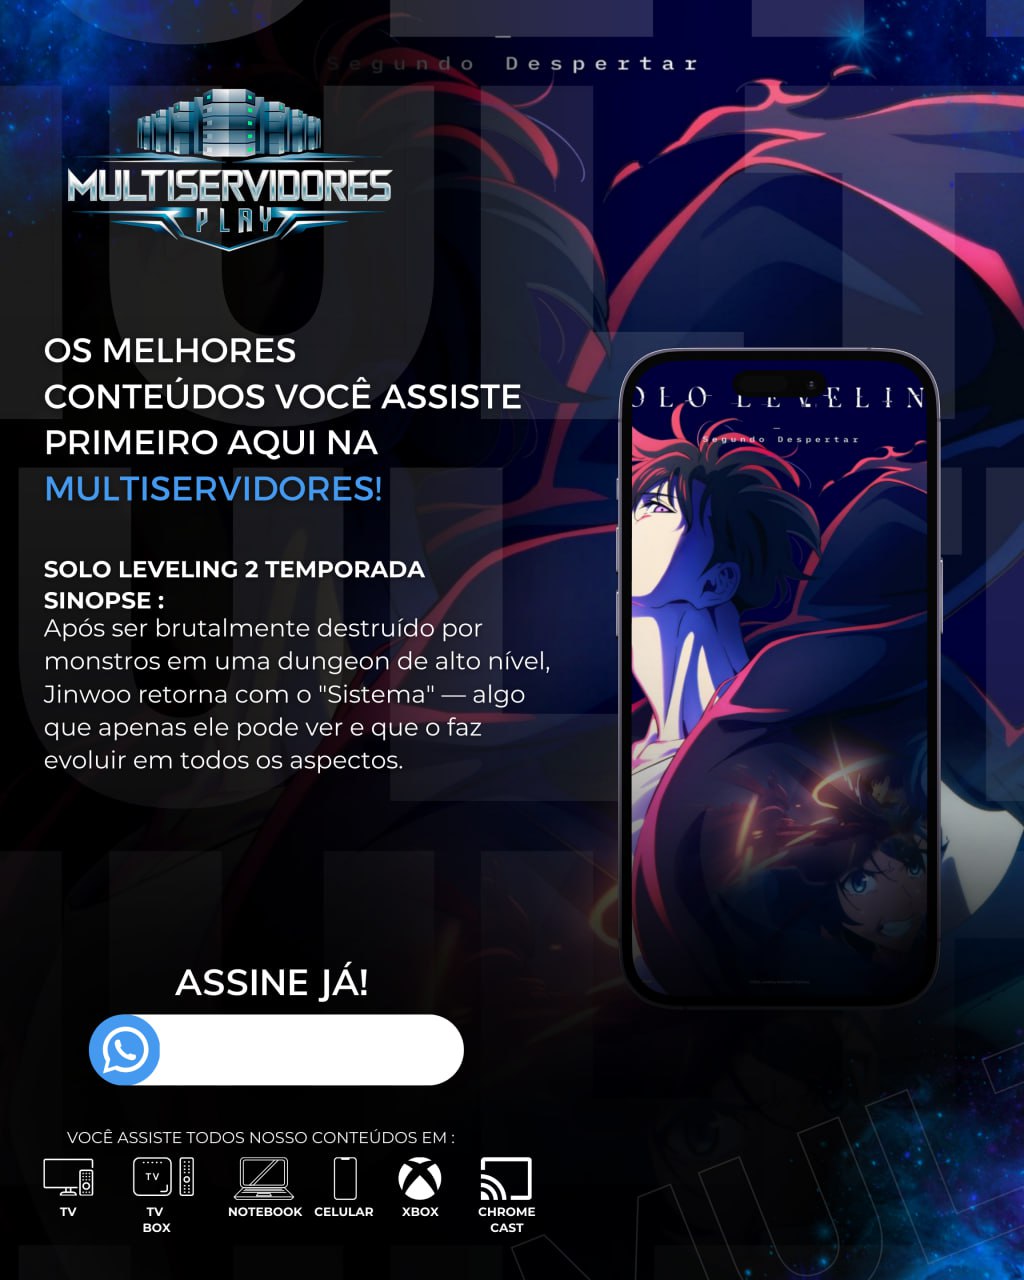 Segundo Despertar
MULTISERVIDORES
PLAY
OS MELHORES
CONTEÚDOS VOCÊ ASSISTE
PRIMEIRO AQUI NA
MULTISERVIDORES!
SOLO LEVELING 2 TEMPORADA
SINOPSE :
Após ser brutalmente destruído por
monstros em uma dungeon de alto nível,
Jinwoo retorna com o "Sistema" — algo
que apenas ele pode ver e que o faz
evoluir em todos os aspectos.
OLO LEVELIN
Segundo Despertar
ASSINE JÁ!
VOCÊ ASSISTE TODOS NOSSO CONTEÚDOS EM :
TV
TV
TV
BOX
NOTEBOOK
CELULAR
XBOX
CHROME
CAST
MULT